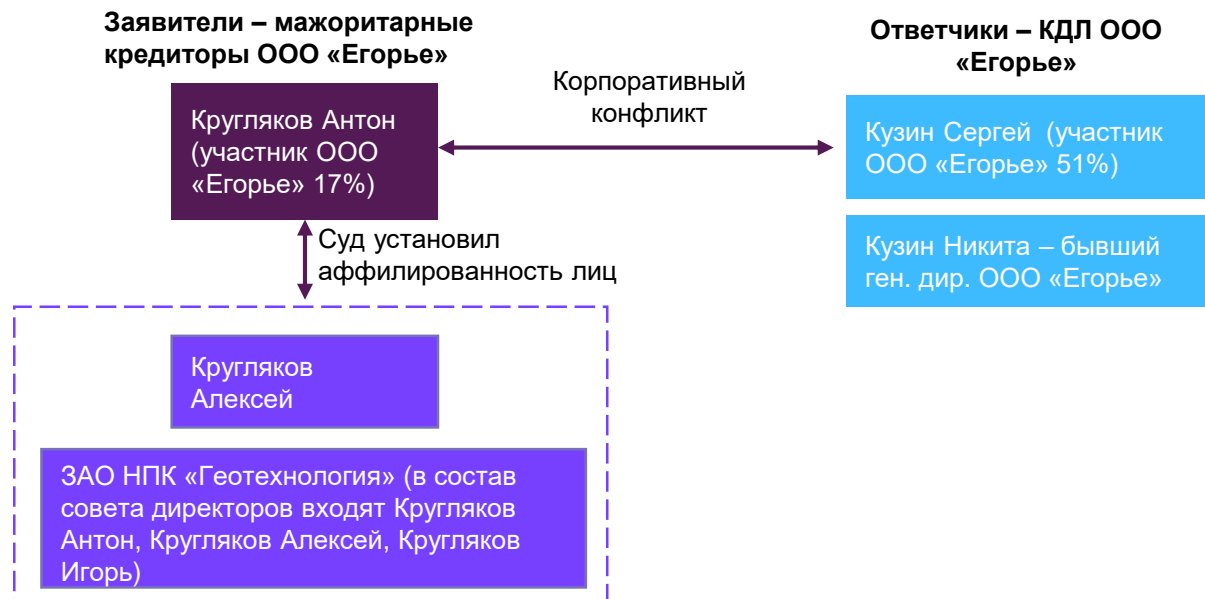 Заявители – мажоритарные
кредиторы ООО «Егорье»
Кругляков Антон
(участник ООО
«Егорье» 17%)
Корпоративный
конфликт
Ответчики – КДЛ ООО
«Егорье»
Кузин Сергей (участник
ООО «Егорье» 51%)
Кузин Никита – бывший
ген. дир. ООО «Егорье»
Суд установил
аффилированность лиц
Кругляков
Алексей
ЗАО НПК «Геотехнология» (в состав
совета директоров входят Кругляков
Антон, Кругляков Алексей, Кругляков
Игорь)